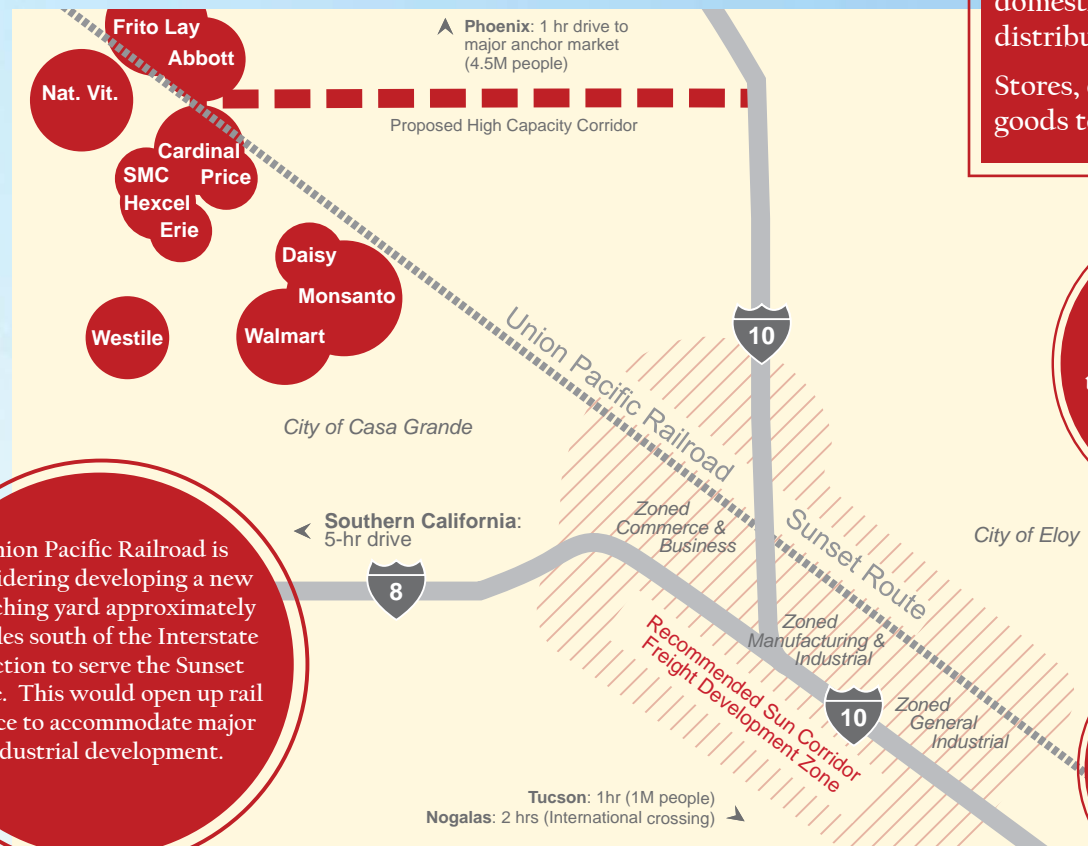 Frito Lay
Abbott
Nat. Vit.
Cardinal
SMC
Price
Hexcel
Erie
Daisy
Monsanto
Walmart
Westile
Phoenix: 1 hr drive to
major anchor market
(4.5M people)
Proposed High Capacity Corridor
distribu
Stores,
goods t
10
Union Pacific Railroad
City of Casa Grande
Southern California:
5-hr drive
8
Zoned
Commerce &
Business
Sunset Route
City of Eloy
Zoned
Manufacturing &
Industrial
Recommended Sun Corridor
Freight Development Zone
10
Zoned
General
Industrial
nion Pacific Railroad is
idering developing a new
ching yard approximately
les south of the Interstate
ction to serve the Sunset
e. This would open up rail
ce to accommodate major
dustrial development.
Tucson: 1hr (1M people)
Nogalas: 2 hrs (International crossing)